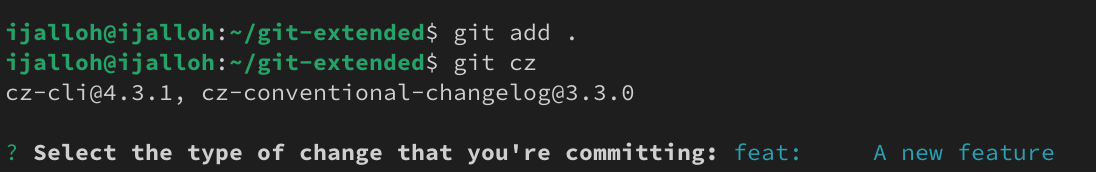 ijalloh@ijalloh:~/git-extended$ git add .
ijalloh@ijalloh:~/git-extended$ git cz
cz-cli@4.3.1, cz-conventional-changelog@3.3.0
? Select the type of change that you're committing: feat:     A new feature